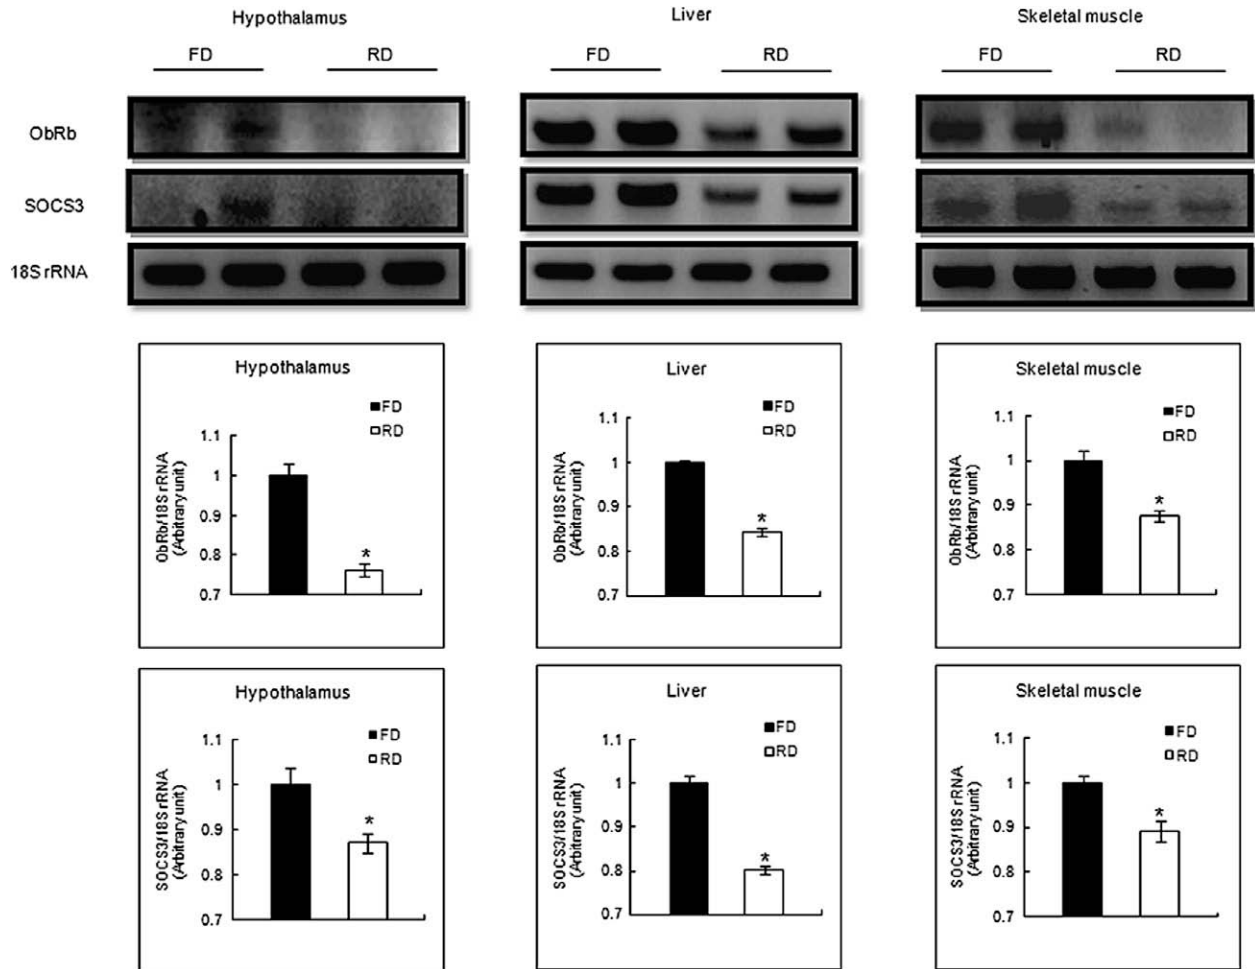 Hypothalamus
Liver
Skeletal muscle
FD RD
FD RD
FD RD
ObRb
SOCS3
18S rRNA
Hypothalamus
FD
RD
ObRb/18S rRNA
(Arbitrary unit)
1.1
1
0.9
0.8
0.7
*
Liver
FD
RD
ObRb/18S rRNA
(Arbitrary unit)
1.1
1
0.9
0.8
0.7
*
Skeletal muscle
FD
RD
ObRb/18S rRNA
(Arbitrary unit)
1.1
1
0.9
0.8
0.7
*
Hypothalamus
FD
RD
SOCS3/18S rRNA
(Arbitrary unit)
1.1
1
0.9
0.8
0.7
*
Liver
FD
RD
SOCS3/18S rRNA
(Arbitrary unit)
1.1
1
0.9
0.8
0.7
*
Skeletal muscle
FD
RD
SOCS3/18S rRNA
(Arbitrary unit)
1.1
1
0.9
0.8
0.7
*